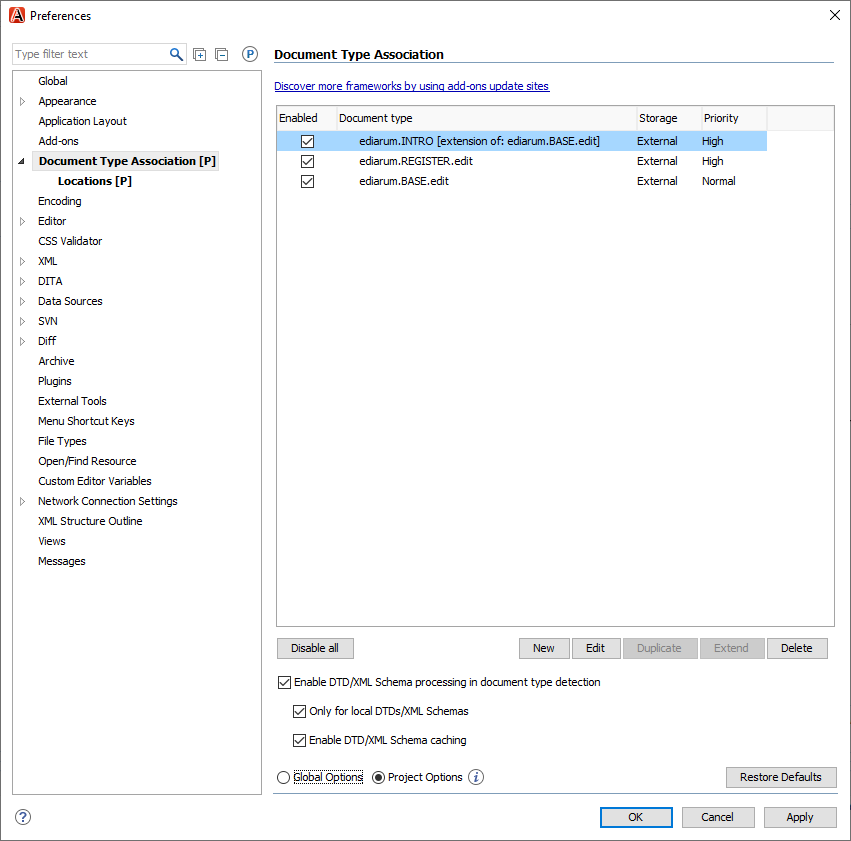 Preferences
Type filter text
P
Global
Appearance
Application Layout
Add-ons
Document Type Association [P]
Locations [P]
Encoding
Editor
CSS Validator
XML
DITA
Data Sources
SVN
Diff
Archive
Plugins
External Tools
Menu Shortcut Keys
File Types
Open/Find Resource
Custom Editor Variables
Network Connection Settings
XML Structure Outline
Views
Messages
Document Type Association
Discover more frameworks by using add-ons update sites
Enabled Document type Storage Priority
ediarum.INTRO [extension of: ediarum.BASE.edit] External High
ediarum.REGISTER.edit External High
ediarum.BASE.edit External Normal
Disable all New Edit Duplicate Extend Delete
Enable DTD/XML Schema processing in document type detection
Only for local DTDs/XML Schemas
Enable DTD/XML Schema caching
Global Options Project Options i Restore Defaults
? OK Cancel Apply